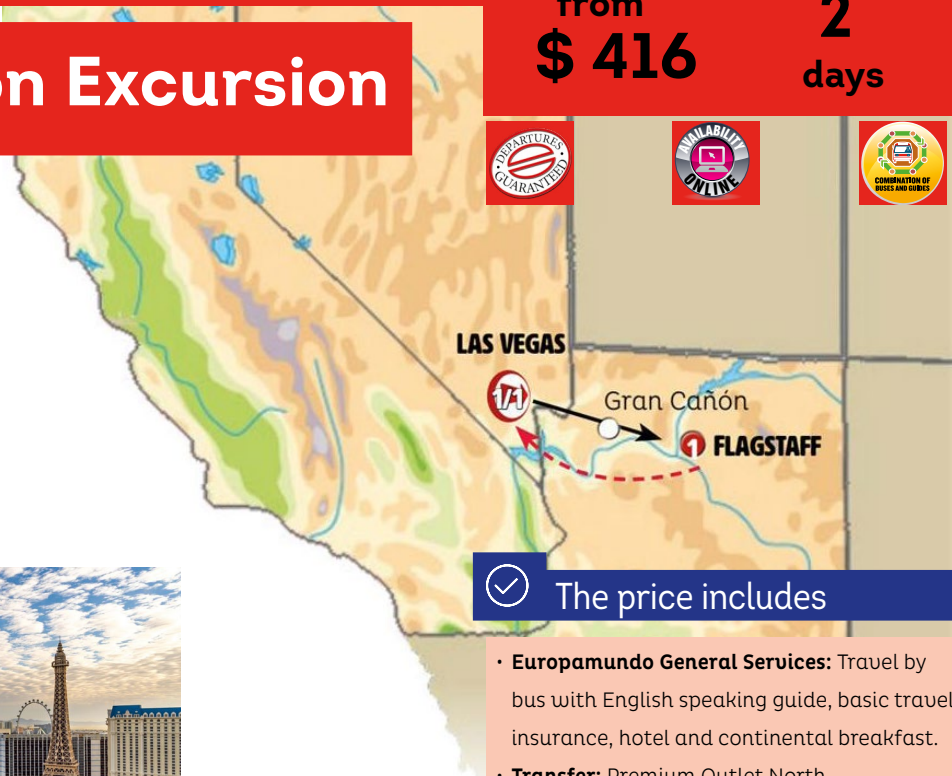 on Excursion
from
$ 416
2
days
DEPARTURES
GUARANTEED
AVAILABILITY
ONLINE
COMBINATION OF
BUSES AND GUIDES
LAS VEGAS
1/1
Gran Cañón
1 FLAGSTAFF
The price includes
• Europamundo General Services: Travel by
bus with English speaking guide, basic travel
insurance, hotel and continental breakfast.
• Transfer: Premium Outlet North